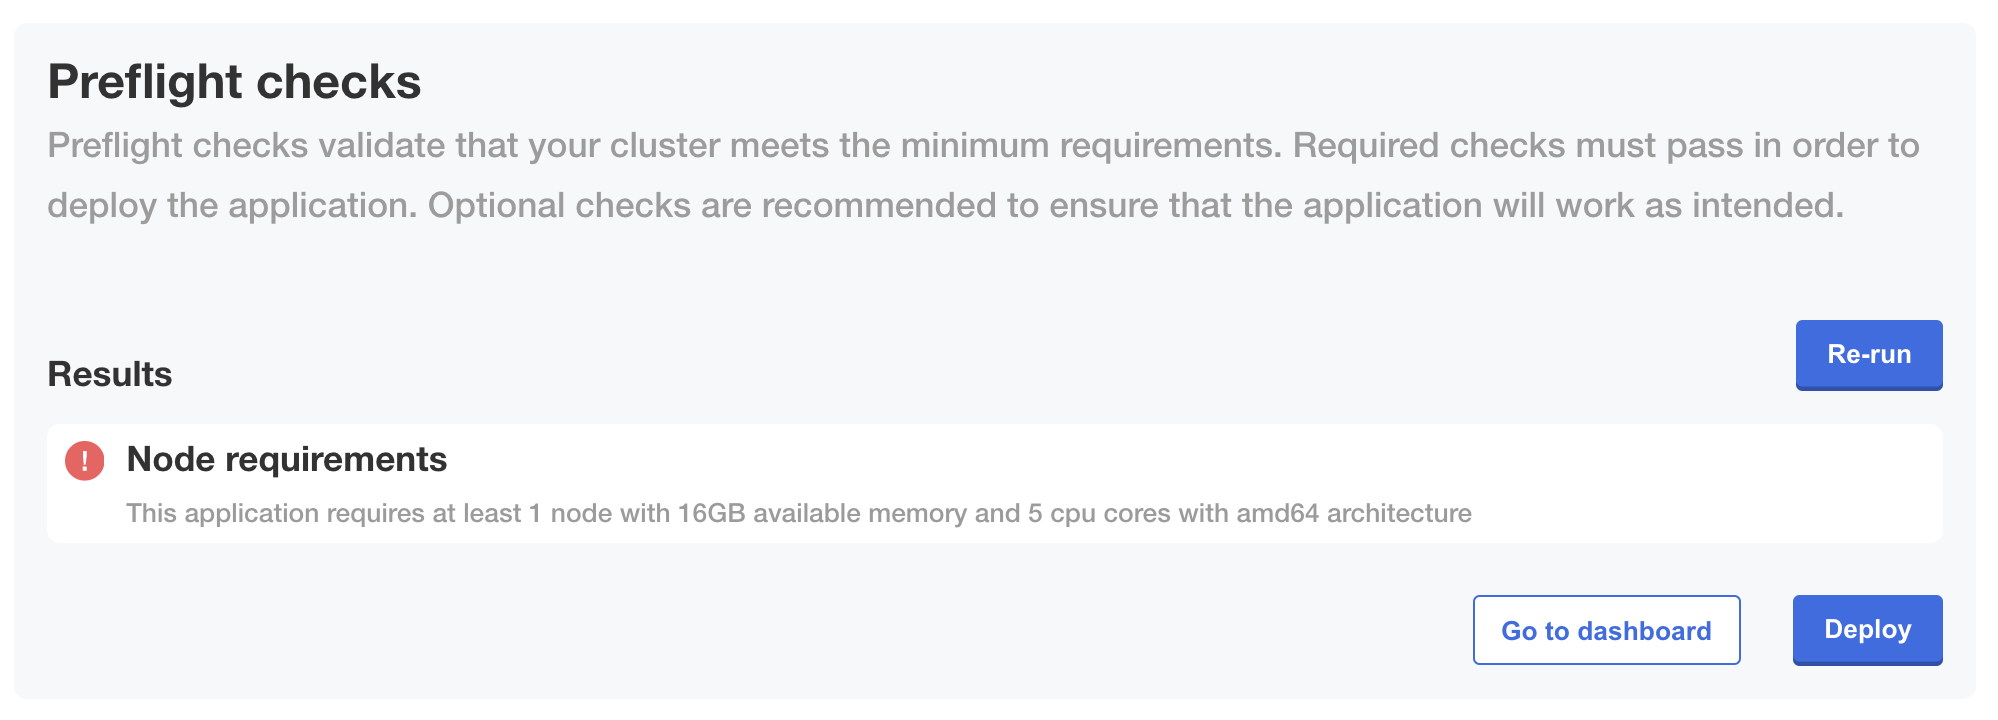 Preflight checks
Preflight checks validate that your cluster meets the minimum requirements. Required checks must pass in order to
deploy the application. Optional checks are recommended to ensure that the application will work as intended.
Re-run
Results
!
Node requirements
This application requires at least 1 node with 16GB available memory and 5 cpu cores with amd64 architecture
Go to dashboard
Deploy